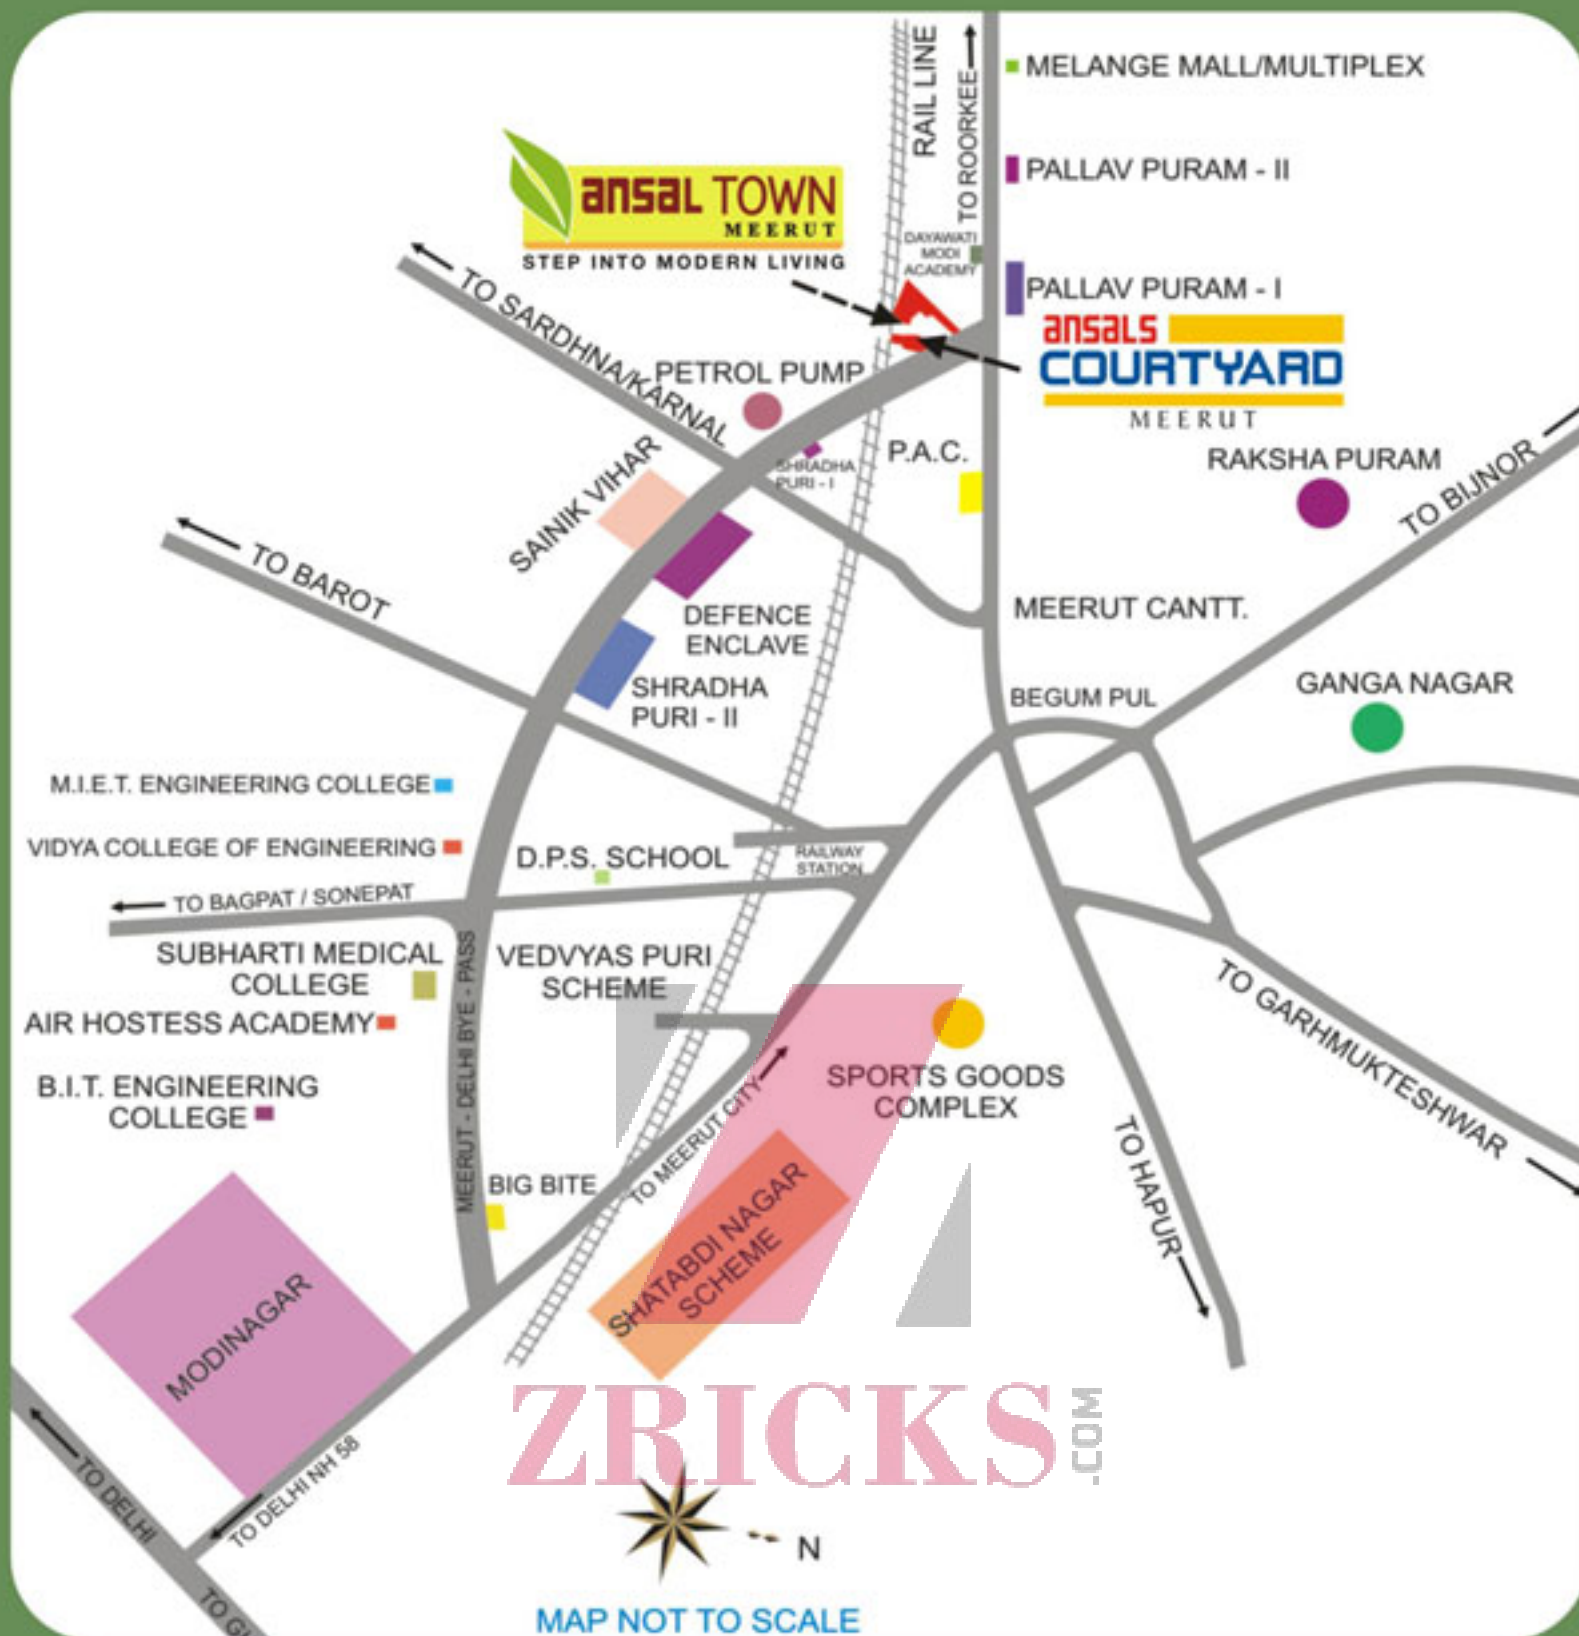 RAIL LINE
TO ROORKEE
MELANGE MALL/MULTIPLEX
PALLAV PURAM - II
ansal TOWN
MEERUT
STEP INTO MODERN LIVING
DAYAWATI
MODI
ACADEMY
PALLAV PURAM - I
ansals
COURTYARD
MEERUT
TO SARDHNA/KARNAL
PETROL PUMP
SHRADHA
PURI - I
P.A.C.
RAKSHA PURAM
TO BIJNOR
SAINIK VIHAR
TO BAROT
DEFENCE
ENCLAVE
MEERUT CANTT.
SHRADHA
PURI - II
BEGUM PUL
GANGA NAGAR
M.I.E.T. ENGINEERING COLLEGE
VIDYA COLLEGE OF ENGINEERING
D.P.S. SCHOOL
RAILWAY
STATION
TO BAGPAT / SONEPAT
SUBHARTI MEDICAL
COLLEGE
VEDVYAS PURI
SCHEME
AIR HOSTESS ACADEMY
MEERUT - DELHI BYE - PASS
B.I.T. ENGINEERING
COLLEGE
TO MEERUT CITY
SPORTS GOODS
COMPLEX
TO GARHMUKTESHWAR
TO HAPUR
BIG BITE
SHATABDI NAGAR
SCHEME
MODINAGAR
ZRICKS
.COM
TO DELHI NH 58
TO DELHI
N
MAP NOT TO SCALE